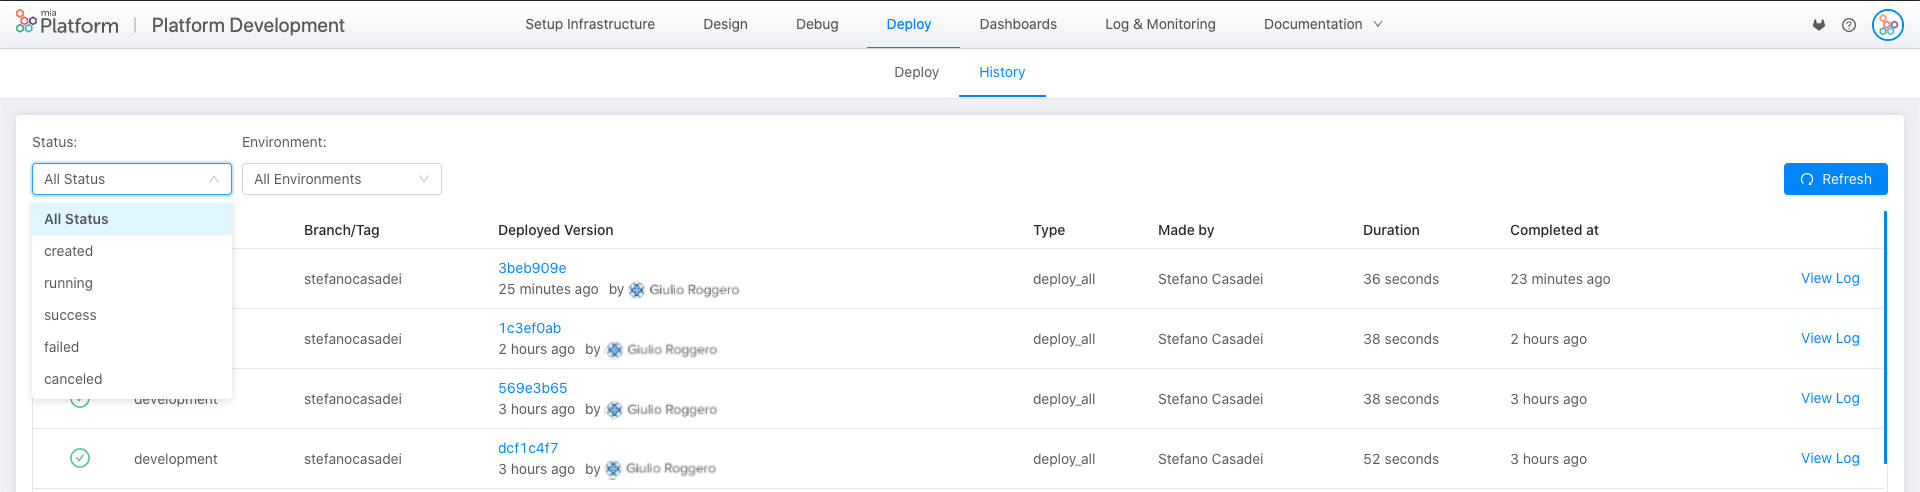 mia
Platform
Platform Development
Setup Infrastructure
Design
Debug
Deploy
Dashboards
Log & Monitoring
Documentation
Deploy
History
Status:
Environment:
All Status
All Environments
Refresh
All Status
created
running
success
failed
canceled
Branch/Tag
Deployed Version
Type
Made by
Duration
Completed at
stefanocasadei
3beb909e
25 minutes ago by Giulio Roggero
deploy_all
Stefano Casadei
36 seconds
23 minutes ago
View Log
stefanocasadei
1c3ef0ab
2 hours ago by Giulio Roggero
deploy_all
Stefano Casadei
38 seconds
2 hours ago
View Log
development
stefanocasadei
569e3b65
3 hours ago by Giulio Roggero
deploy_all
Stefano Casadei
38 seconds
3 hours ago
View Log
development
stefanocasadei
dcf1c4f7
3 hours ago by Giulio Roggero
deploy_all
Stefano Casadei
52 seconds
3 hours ago
View Log